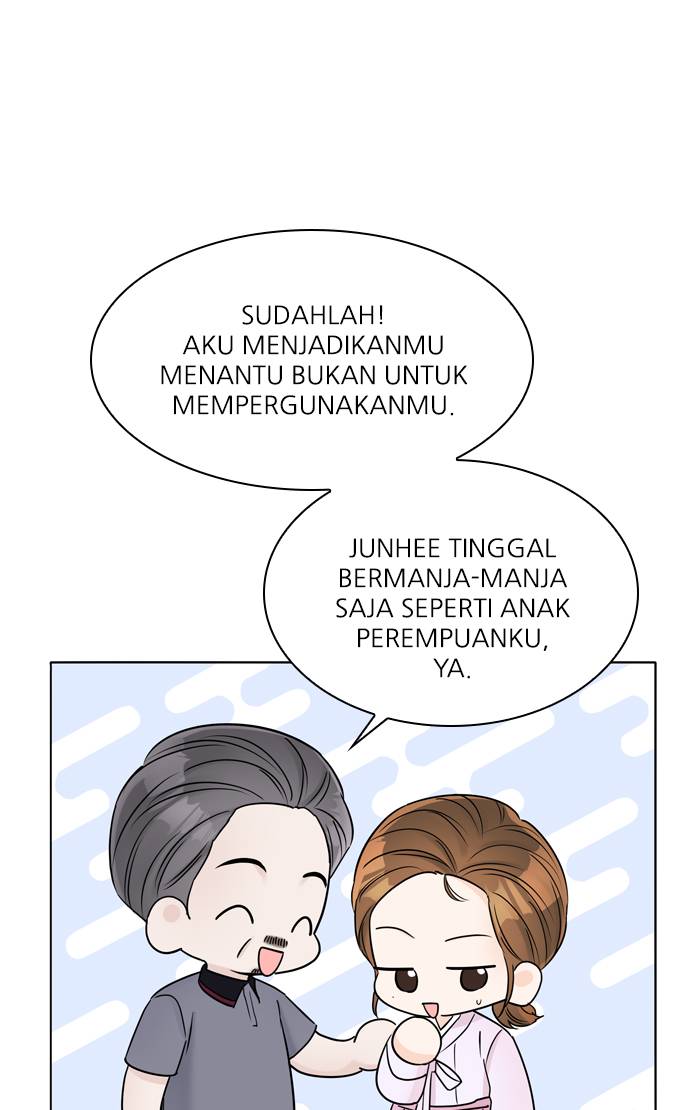 SUDAHLAH!
AKU MENJADIKANMU
MENANTU BUKAN UNTUK
MEMPERGUNAKANMU.
JUNHEE TINGGAL
BERMANJA-MANJA
SAJA SEPERTI ANAK
PEREMPUANKU,
YA.